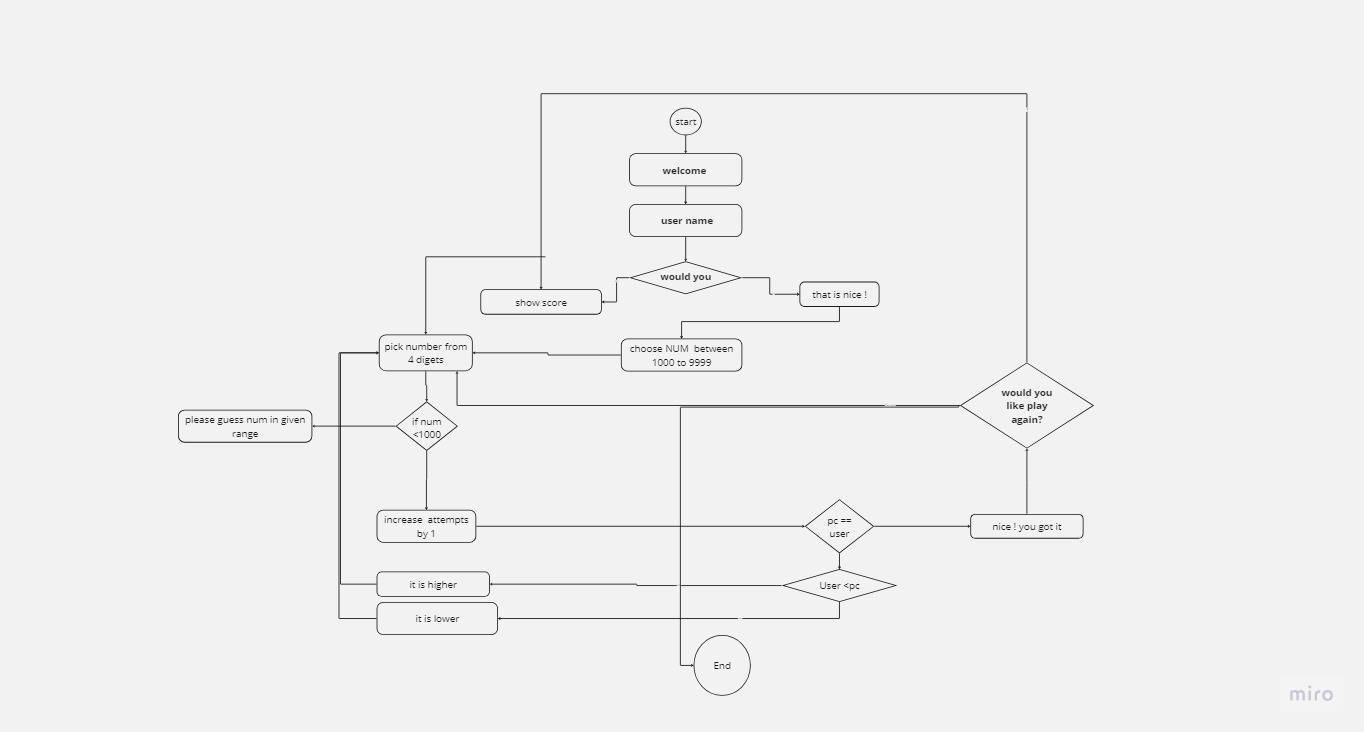 start
welcome
user name
would you
that is nice !
show score
pick number from
4 digets
choose NUM between
1000 to 9999
would you
like play
again?
please guess num in given
range
if num
<1000
increase attempts
by 1
pc ==
user
nice ! you got it
it is higher
User <pc
it is lower
End
miro